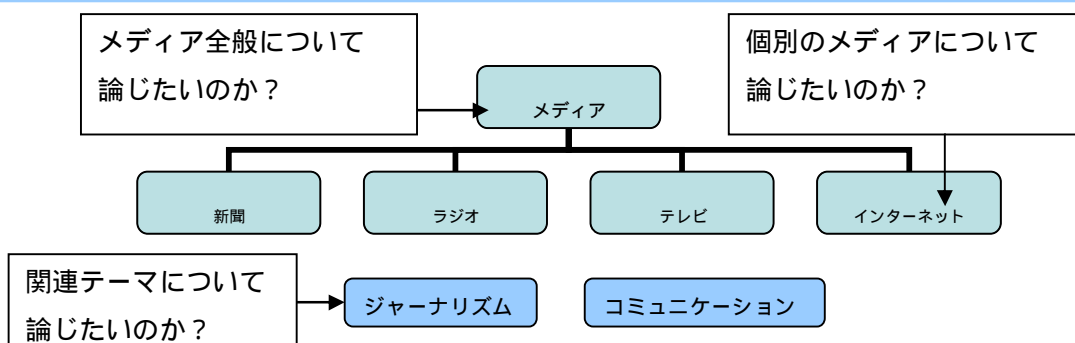 メディア全般について
論じたいのか？
個別のメディアについて
論じたいのか？
メディア
新聞
ラジオ
テレビ
インターネット
関連テーマについて
論じたいのか？
ジャーナリズム
コミュニケーション